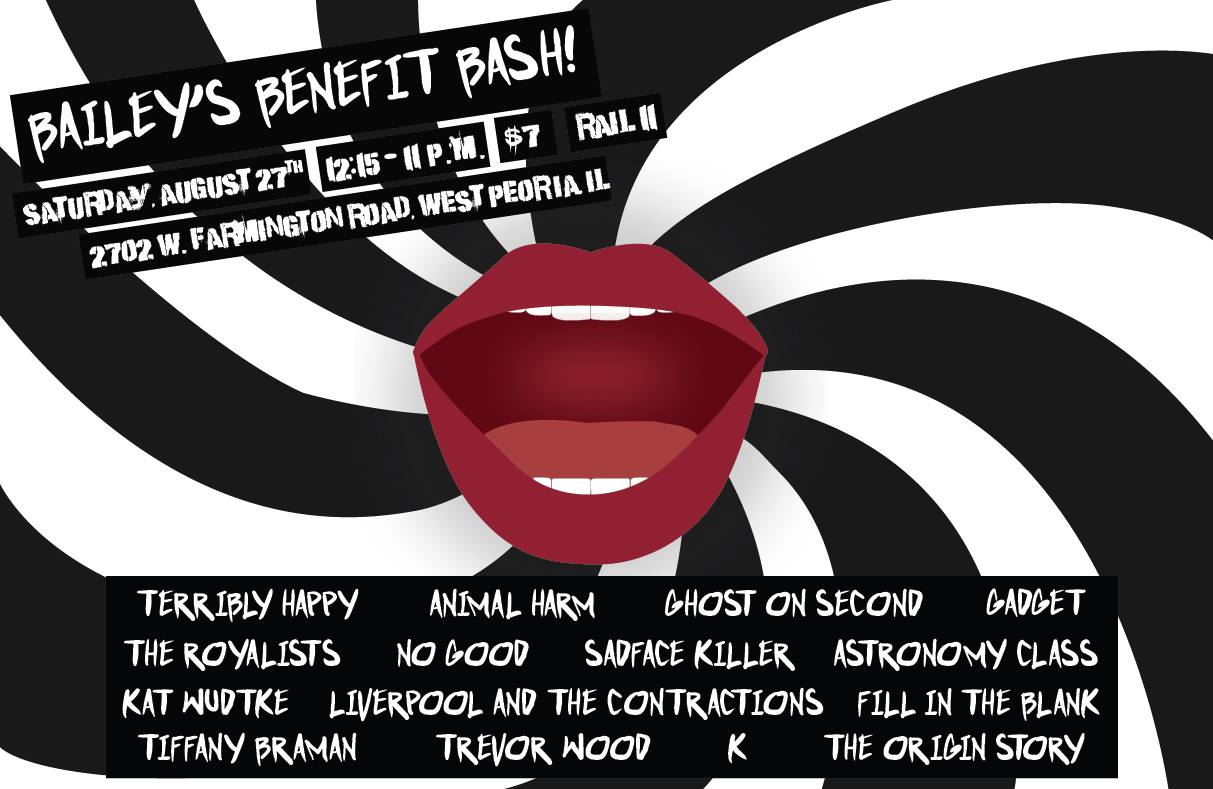 BAILEY'S BENEFIT BASH!
SATURDAY, AUGUST 27TH 12:15 - 11 P.M. $7 RAIL II
2702 W. FARMINGTON ROAD, WEST PEORIA, IL
TERRIBLY HAPPY ANIMAL HARM GHOST ON SECOND GADGET
THE ROYALISTS NO GOOD SADFACE KILLER ASTRONOMY CLASS
KAT WUDTKE LIVERPOOL AND THE CONTRACTIONS FILL IN THE BLANK
TIFFANY BRAMAN TREVOR WOOD K THE ORIGIN STORY